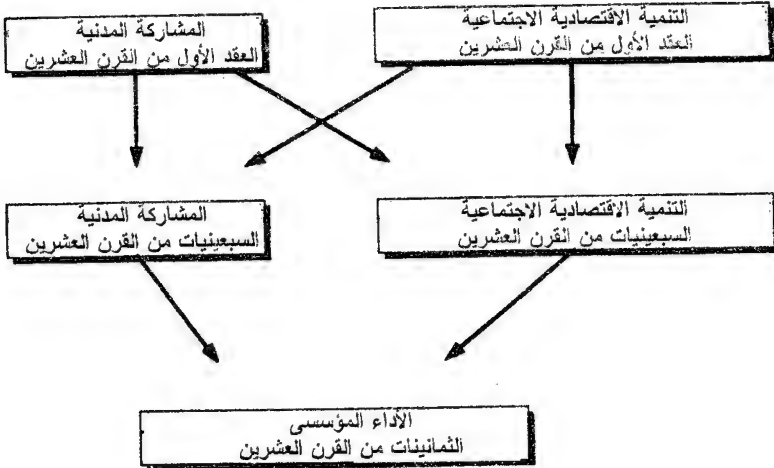 التنمية الاقتصادية الاجتماعية
العقد الأول من القرن العشرين
المشاركة المدنية
العقد الأول من القرن العشرين
التنمية الاقتصادية الاجتماعية
السبعينيات من القرن العشرين
المشاركة المدنية
السبعينيات من القرن العشرين
الأداء المؤسسى
الثمانينات من القرن العشرين